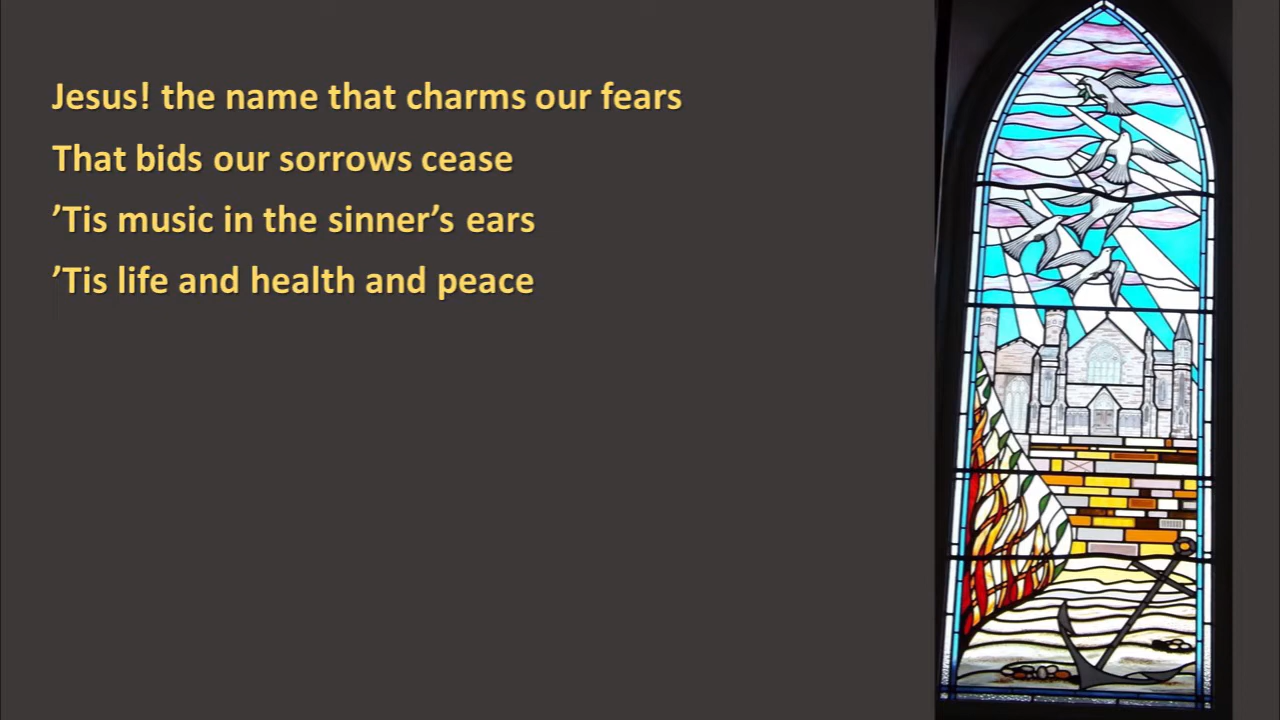 Jesus! the name that charms our fears
That bids our sorrows cease
’Tis music in the sinner’s ears
’Tis life and health and peace